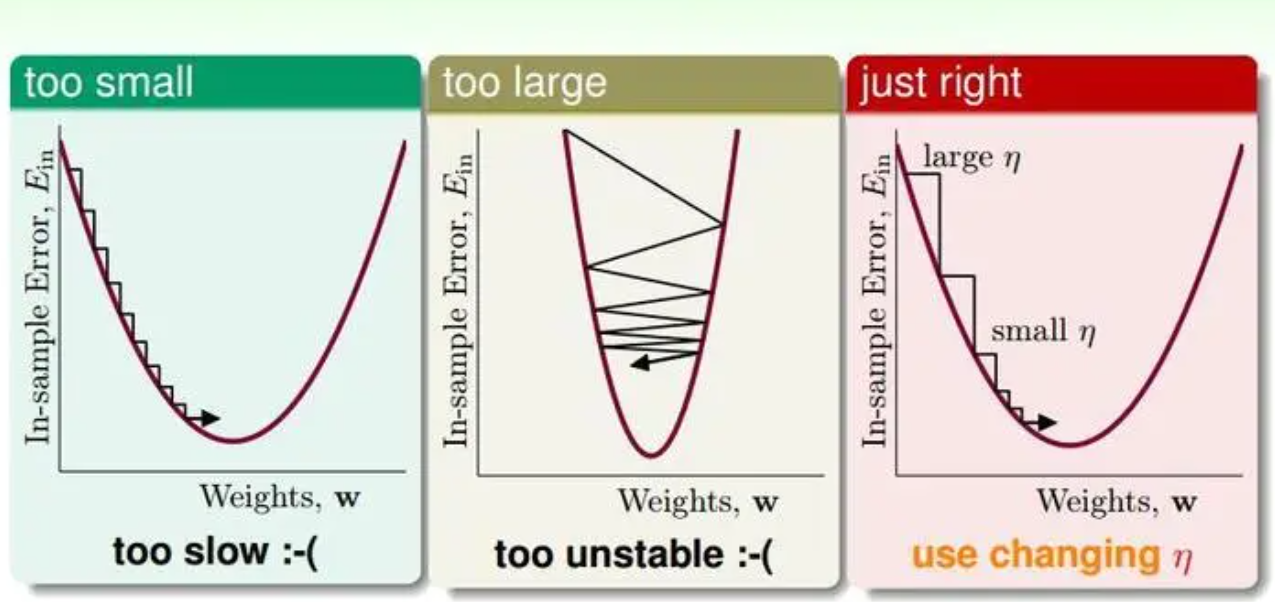 too small
In-sample Error, Ein
Weights, w
too slow :-(
too large
In-sample Error, Ein
Weights, w
too unstable :-(
just right
In-sample Error, Ein
large η
small η
Weights, w
use changing η